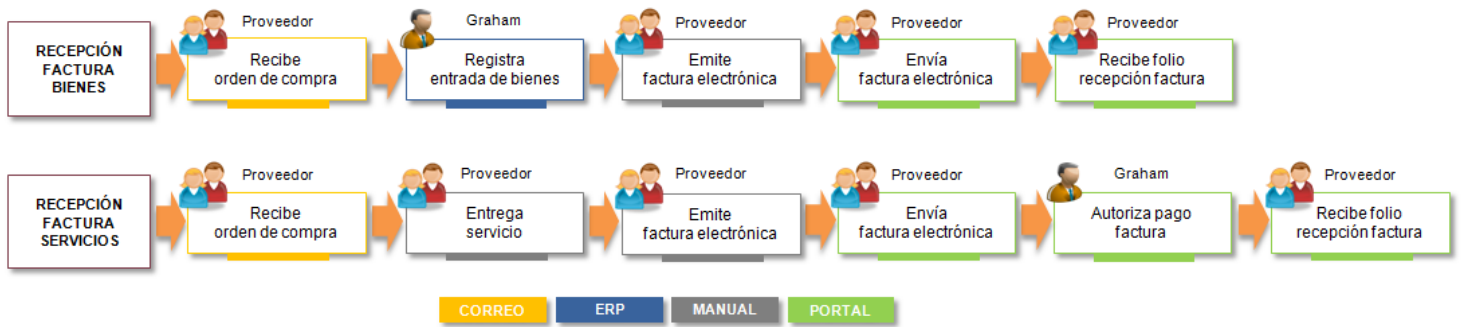 RECEPCIÓN
FACTURA
BIENES
Proveedor
Recibe
orden de compra
Graham
Registra
entrada de bienes
Proveedor
Emite
factura electrónica
Proveedor
Envía
factura electrónica
Proveedor
Recibe folio
recepción factura
RECEPCIÓN
FACTURA
SERVICIOS
Proveedor
Recibe
orden de compra
Proveedor
Entrega
servicio
Proveedor
Emite
factura electrónica
Proveedor
Envía
factura electrónica
Graham
Autoriza pago
factura
Proveedor
Recibe folio
recepción factura
CORREO
ERP
MANUAL
PORTAL